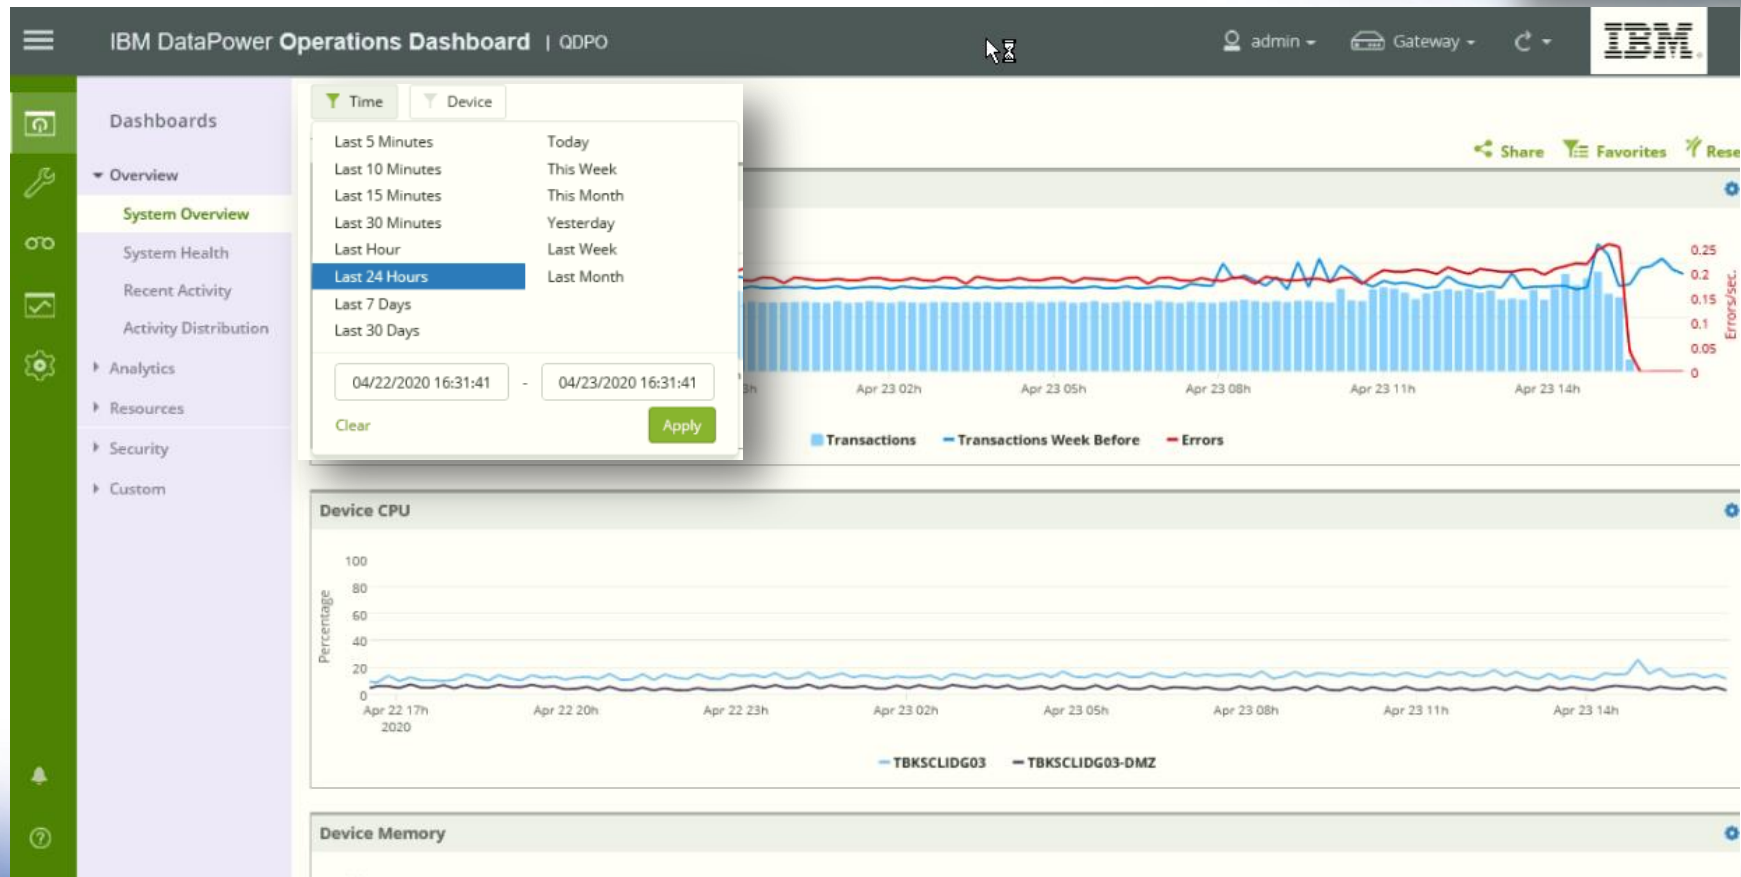 IBM DataPower Operations Dashboard | QDPO
admin
Gateway
IBM
Dashboards
Overview
System Overview
System Health
Recent Activity
Activity Distribution
Analytics
Resources
Security
Custom
Time
Device
Last 5 Minutes
Today
Last 10 Minutes
This Week
Last 15 Minutes
This Month
Last 30 Minutes
Yesterday
Last Hour
Last Week
Last 24 Hours
Last Month
Last 7 Days
Last 30 Days
04/22/2020 16:31:41 - 04/23/2020 16:31:41
Clear
Apply
Share
Favorites
Rese
0.25
0.2
0.15
0.1
0.05
0
Errors/sec.
3h
Apr 23 02h
Apr 23 05h
Apr 23 08h
Apr 23 11h
Apr 23 14h
Transactions
Transactions Week Before
Errors
Device CPU
100
80
60
40
20
0
Percentage
Apr 22 17h
2020
Apr 22 20h
Apr 22 23h
Apr 23 02h
Apr 23 05h
Apr 23 08h
Apr 23 11h
Apr 23 14h
TBKSCLIDG03
TBKSCLIDG03-DMZ
Device Memory